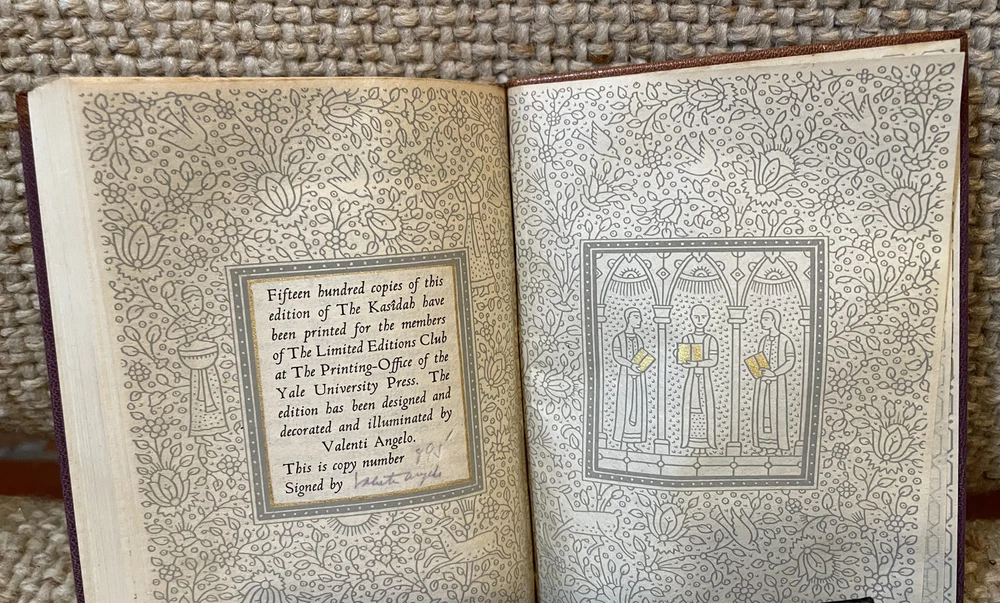 Fifteen hundred copies of this
edition of The Kasîdah have
been printed for the members
of The Limited Editions Club
at The Printing-Office of the
Yale University Press. The
edition has been designed and
decorated and illuminated by
Valenti Angelo.
This is copy number
Signed by Valenti Angelo